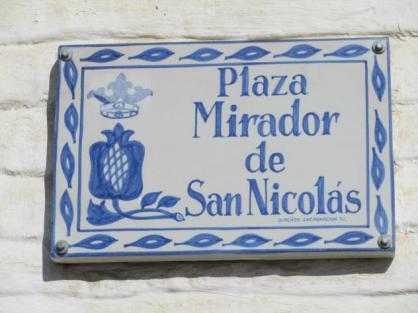 Plaza
Mirador
de
San Nicolás